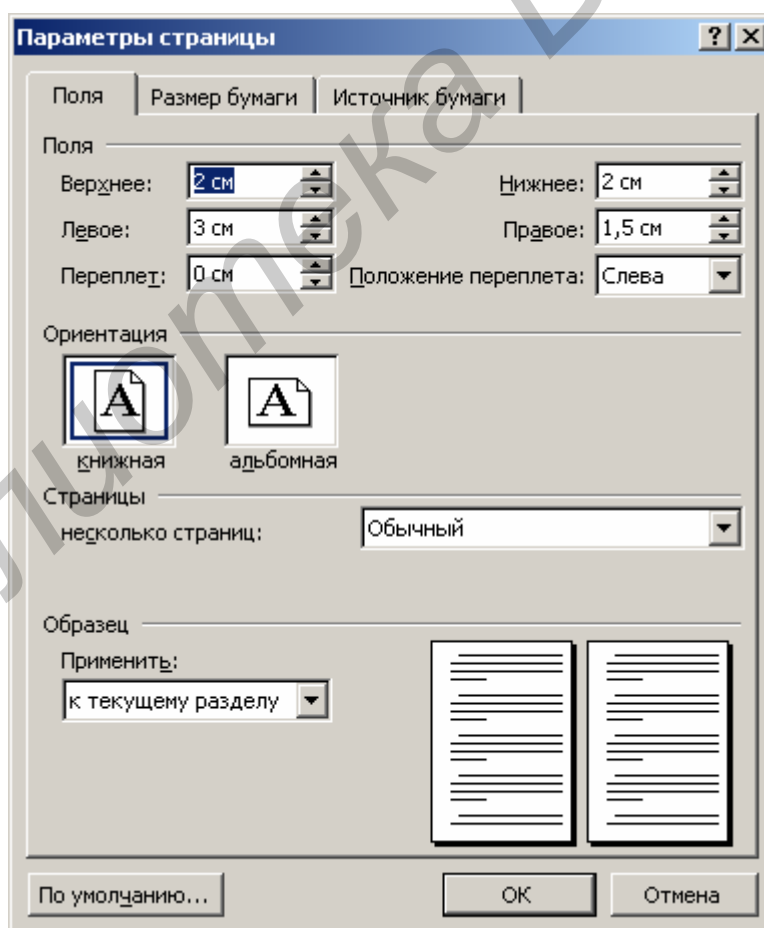 Параметры страницы
Поля Размер бумаги Источник бумаги
Поля
Верхнее: 2 см Нижнее: 2 см
Левое: 3 см Правое: 1,5 см
Переплет: 0 см Положение переплета: Слева
Ориентация
A A
книжная альбомная
Страницы
несколько страниц: Обычный
Образец
Применить:
к текущему разделу
По умолчанию... ОК Отмена